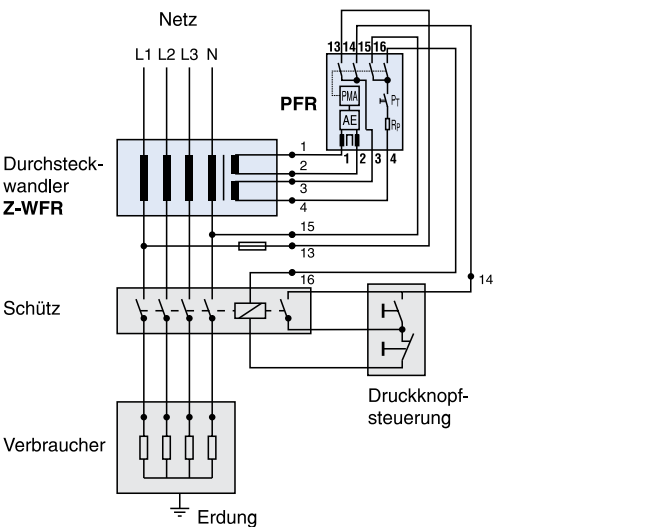 Netz
L1 L2 L3 N
13 14 15 16
PFR
PMA
PT
AE
RP
1 2 3 4
Durchsteck-
wandler
Z-WFR
1
2
3
4
15
13
16
14
Schütz
Druckknopf-
steuerung
Verbraucher
Erdung